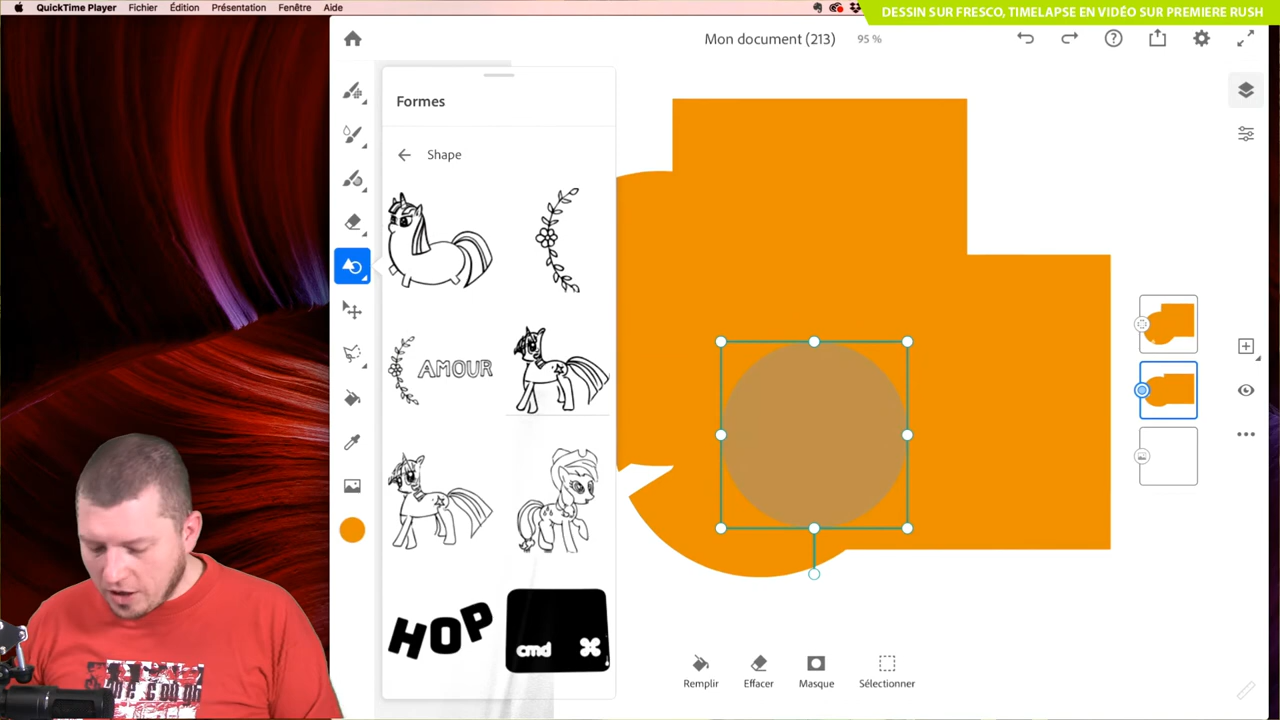 QuickTime Player Fichier Édition Présentation Fenêtre Aide
DESSIN SUR FRESCO, TIMELAPSE EN VIDÉO SUR PREMIERE RUSH
Mon document (213) 95 %
Formes
Shape
AMOUR
HOP
cmd
Remplir Effacer Masque Sélectionner